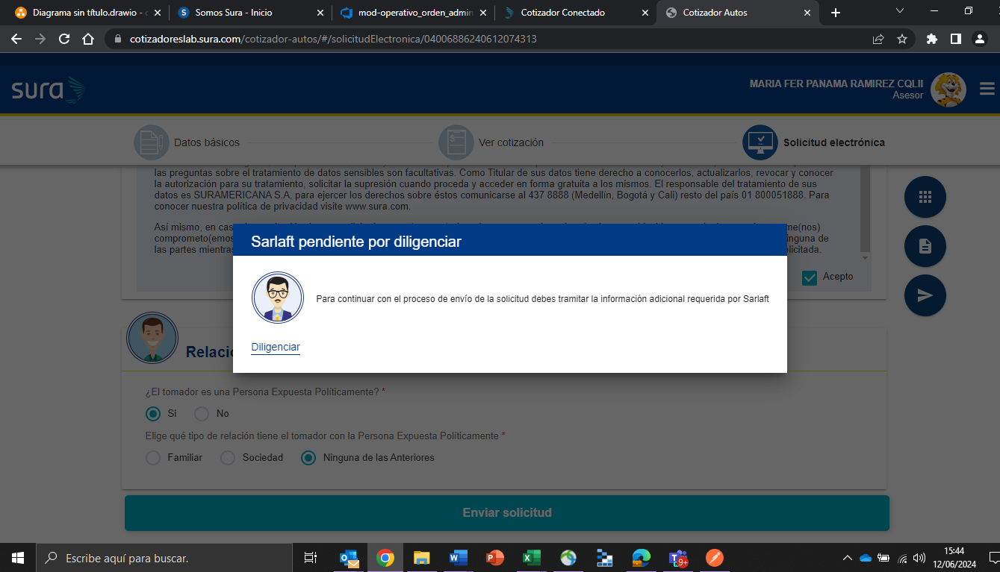 Diagrama sin título.drawio -
Somos Sura - Inicio
mod-operativo_orden_admin
Cotizador Conectado
Cotizador Autos
cotizadoreslab.sura.com/cotizador-autos/#/solicitudElectronica/04006886240612074313
sura
MARIA FER PANAMA RAMIREZ CQLII
Asesor
Datos básicos
Ver cotización
Solicitud electrónica
las preguntas sobre el tratamiento de datos sensibles son facultativas. Como Titular de sus datos tiene derecho a conocerlos, actualizarlos, revocar y conocer
la autorización para su tratamiento, solicitar la supresión cuando proceda y acceder en forma gratuita a los mismos. El responsable del tratamiento de sus
datos es SURAMERICANA S.A, para ejercer los derechos sobre éstos comunicarse al 437 8888 (Medellín, Bogotá y Cali) resto del país 01 800051888. Para
conocer nuestra política de privacidad visite www.sura.com.
Así mismo, en cas me(nos)
comprometo(emos inguna de
las partes mientras licitada.
Acepto
Sarlaft pendiente por diligenciar
Para continuar con el proceso de envío de la solicitud debes tramitar la información adicional requerida por Sarlaft
Diligenciar
Relaci
¿El tomador es una Persona Expuesta Políticamente? *
Si No
Elige qué tipo de relación tiene el tomador con la Persona Expuesta Políticamente *
Familiar Sociedad Ninguna de las Anteriores
Enviar solicitud
Escribe aquí para buscar.
9+
15:44
12/06/2024